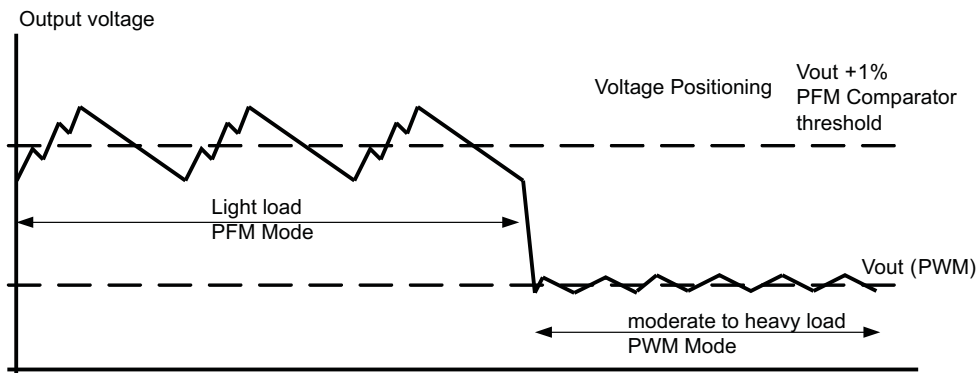 Output voltage
Voltage Positioning
Vout +1%
PFM Comparator
threshold
Light load
PFM Mode
Vout (PWM)
moderate to heavy load
PWM Mode